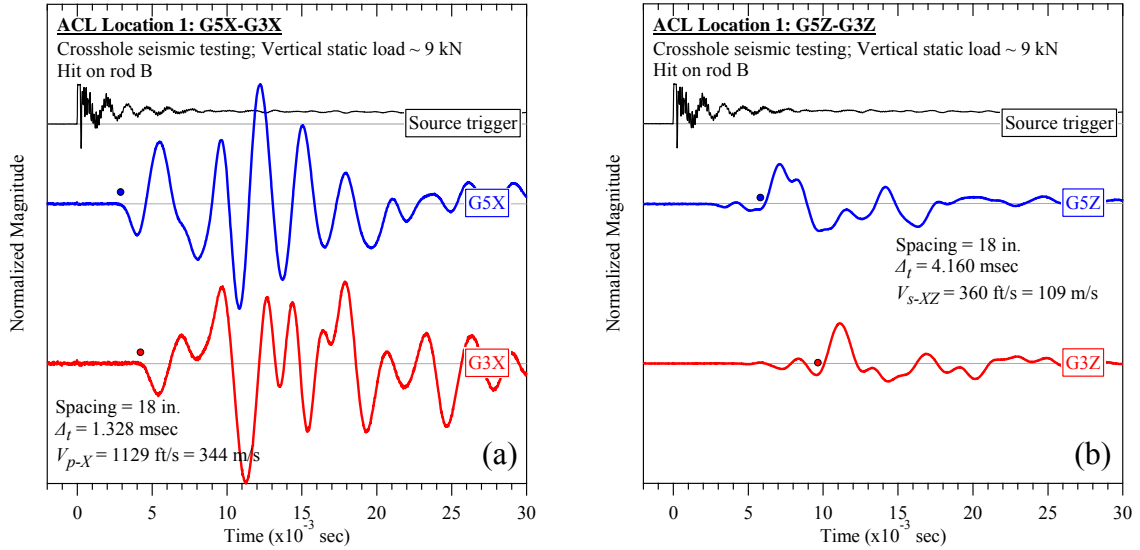 ACL Location 1: G5X-G3X
Crosshole seismic testing; Vertical static load ~ 9 kN
Hit on rod B
Source trigger
G5X
G3X
Spacing = 18 in.
Δt = 1.328 msec
Vp-X = 1129 ft/s = 344 m/s
(a)
Normalized Magnitude
0 5 10 15 20 25 30
Time (x10-3 sec)
ACL Location 1: G5Z-G3Z
Crosshole seismic testing; Vertical static load ~ 9 kN
Hit on rod B
Source trigger
G5Z
Spacing = 18 in.
Δt = 4.160 msec
Vs-XZ = 360 ft/s = 109 m/s
G3Z
(b)
Normalized Magnitude
0 5 10 15 20 25 30
Time (x10-3 sec)